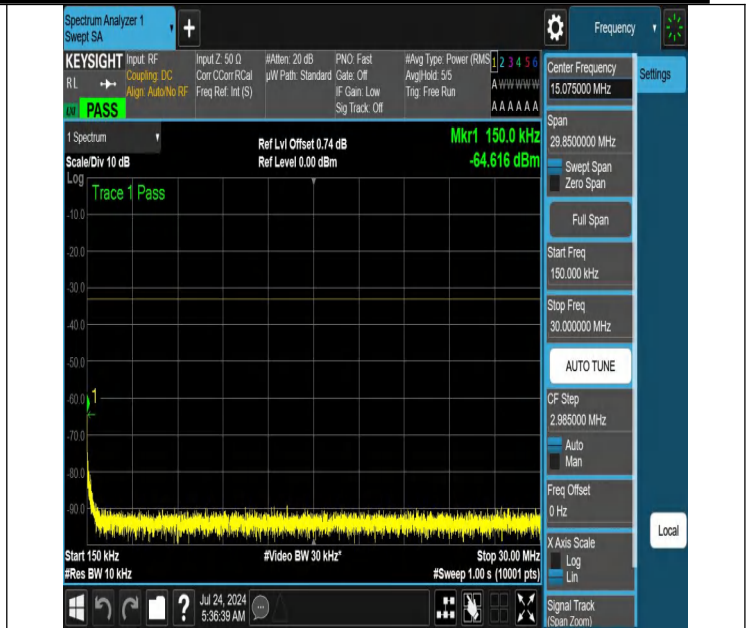 Spectrum Analyzer 1
Swept SA
+
Frequency
KEYSIGHT
RL
PASS
Input: RF
Coupling: DC
Align: Auto/No RF
Input Z: 50 Ω
Corr CCorr RCal
Freq Ref: Int (S)
#Atten: 20 dB
µW Path: Standard
PNO: Fast
Gate: Off
IF Gain: Low
Sig Track: Off
#Avg Type: Power (RMS
Avg|Hold: 5/5
Trig: Free Run
1 2 3 4 5 6
A W W W W W
A A A A A A
1 Spectrum
Scale/Div 10 dB
Ref Lvl Offset 0.74 dB
Ref Level 0.00 dBm
Mkr1 150.0 kHz
-64.616 dBm
Log
Trace 1 Pass
-10.0
-20.0
-30.0
-40.0
-50.0
-60.0
1
-70.0
-80.0
-90.0
Start 150 kHz
#Res BW 10 kHz
#Video BW 30 kHz*
Stop 30.00 MHz
#Sweep 1.00 s (10001 pts)
Jul 24, 2024
5:36:39 AM
?
Center Frequency
15.075000 MHz
Settings
Span
29.8500000 MHz
Swept Span
Zero Span
Full Span
Start Freq
150.000 kHz
Stop Freq
30.000000 MHz
AUTO TUNE
CF Step
2.985000 MHz
Auto
Man
Freq Offset
0 Hz
X Axis Scale
Log
Lin
Local
Signal Track
(Span Zoom)